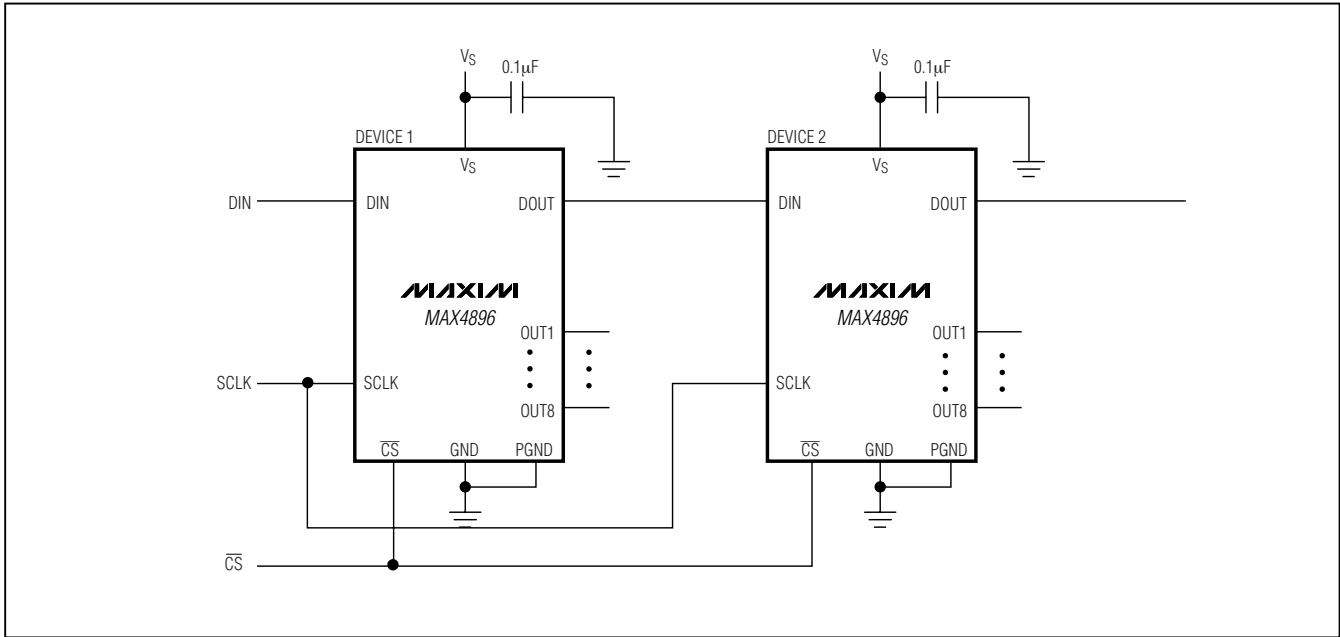 VS
0.1µF
VS
0.1µF
DEVICE 1
DEVICE 2
VS
VS
DIN
DIN
DOUT
DIN
DOUT
MAXIM
MAX4896
MAXIM
MAX4896
OUT1
OUT1
SCLK
SCLK
SCLK
OUT8
OUT8
CS
GND
PGND
CS
GND
PGND
CS